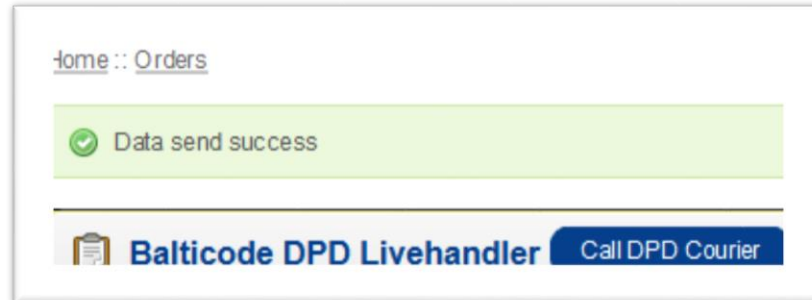 Home :: Orders
Data send success
Balticode DPD Livehandler Call DPD Courier